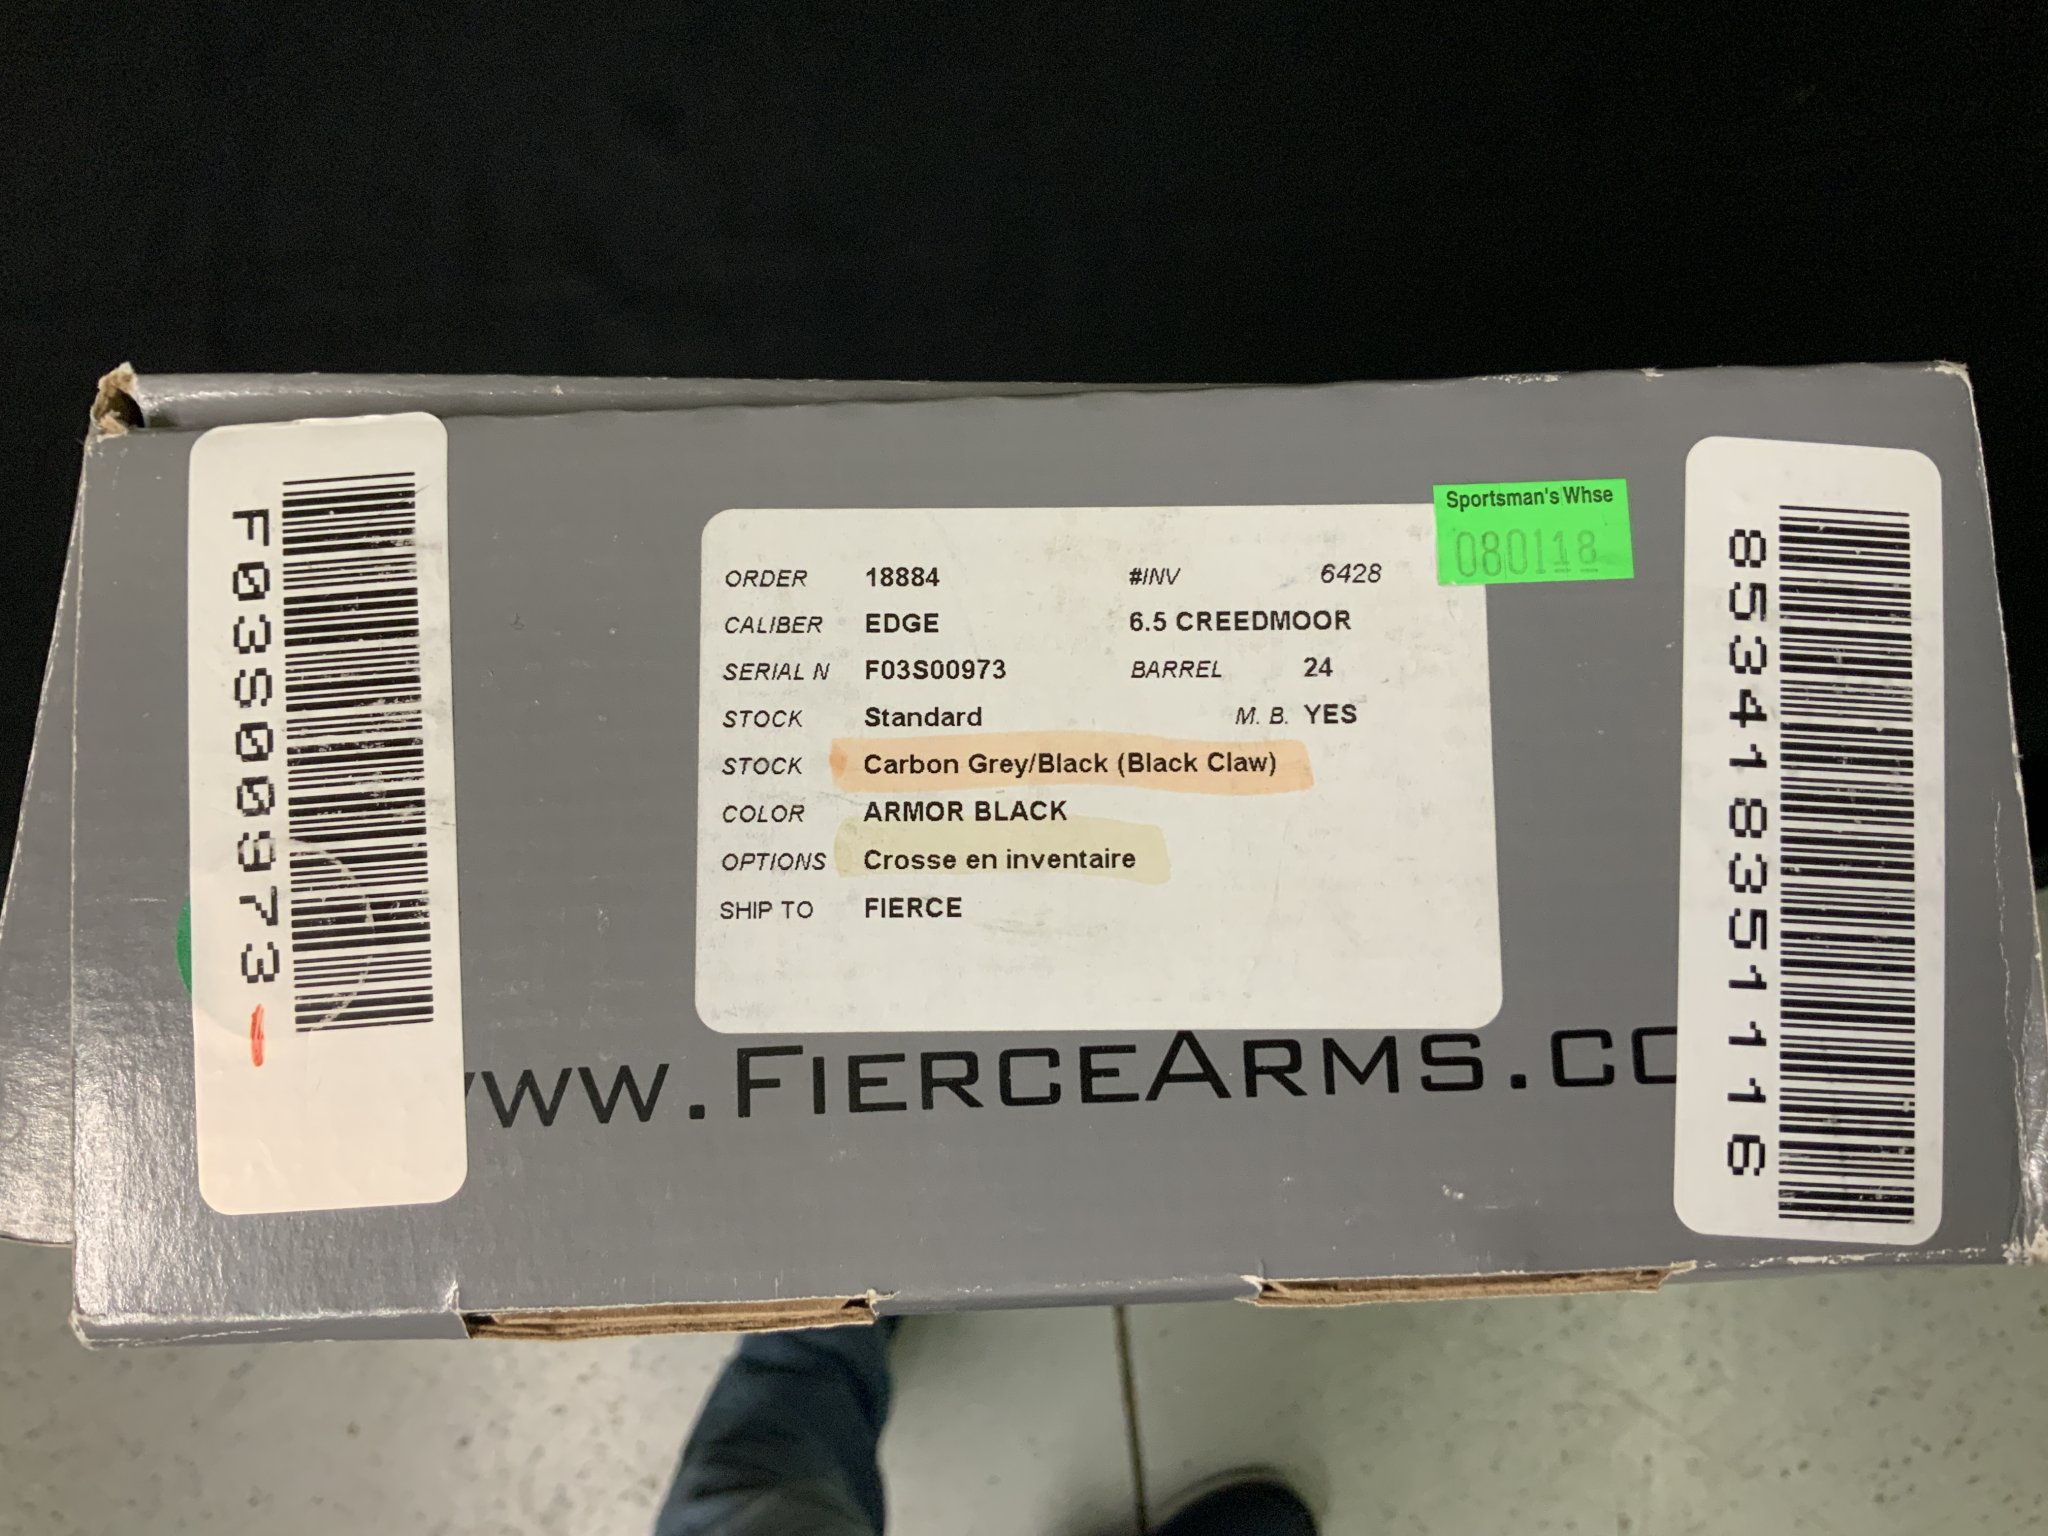 F03S00973
Sportsman's Whse
080118
ORDER 18884 #INV 6428
CALIBER EDGE 6.5 CREEDMOOR
SERIAL N F03S00973 BARREL 24
STOCK Standard M. B. YES
STOCK Carbon Grey/Black (Black Claw)
COLOR ARMOR BLACK
OPTIONS Crosse en inventaire
SHIP TO FIERCE
853418351116
www.FierceArms.co